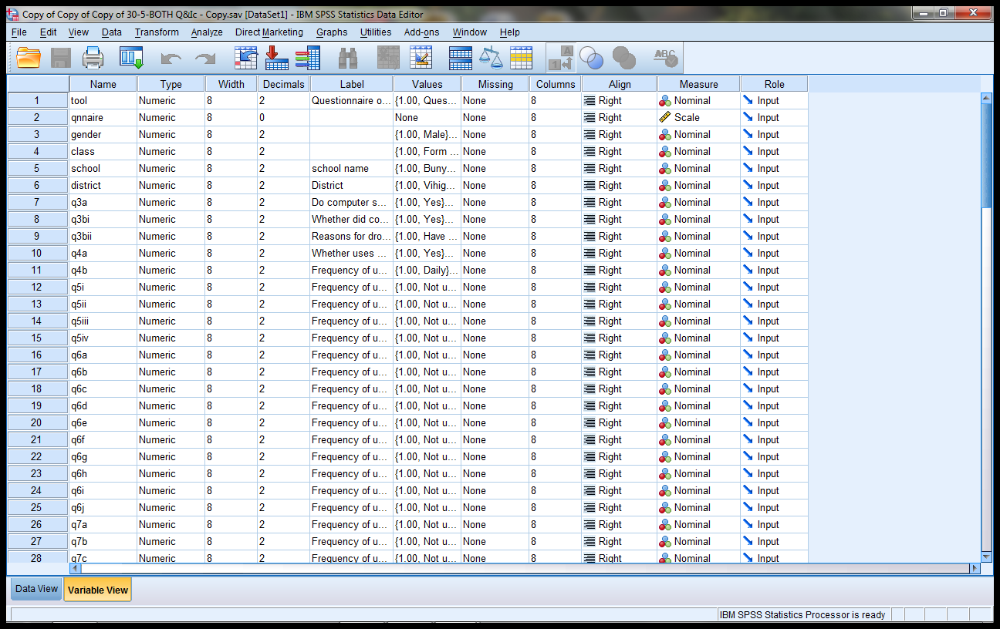 Copy of Copy of Copy of 30-5-BOTH Q&Ic - Copy.sav [DataSet1] - IBM SPSS Statistics Data Editor
File Edit View Data Transform Analyze Direct Marketing Graphs Utilities Add-ons Window Help
Name Type Width Decimals Label Values Missing Columns Align Measure Role
1 tool Numeric 8 2 Questionnaire o... {1.00, Ques... None 8 Right Nominal Input
2 qnnaire Numeric 8 0 None None 8 Right Scale Input
3 gender Numeric 8 2 {1.00, Male}... None 8 Right Nominal Input
4 class Numeric 8 2 {1.00, Form ... None 8 Right Nominal Input
5 school Numeric 8 2 school name {1.00, Buny... None 8 Right Nominal Input
6 district Numeric 8 2 District {1.00, Vihig... None 8 Right Nominal Input
7 q3a Numeric 8 2 Do computer s... {1.00, Yes}... None 8 Right Nominal Input
8 q3bi Numeric 8 2 Whether did co... {1.00, Yes}... None 8 Right Nominal Input
9 q3bii Numeric 8 2 Reasons for dro... {1.00, Have ... None 8 Right Nominal Input
10 q4a Numeric 8 2 Whether uses ... {1.00, Yes}... None 8 Right Nominal Input
11 q4b Numeric 8 2 Frequency of u... {1.00, Daily}... None 8 Right Nominal Input
12 q5i Numeric 8 2 Frequency of u... {1.00, Not u... None 8 Right Nominal Input
13 q5ii Numeric 8 2 Frequency of u... {1.00, Not u... None 8 Right Nominal Input
14 q5iii Numeric 8 2 Frequency of u... {1.00, Not u... None 8 Right Nominal Input
15 q5iv Numeric 8 2 Frequency of u... {1.00, Not u... None 8 Right Nominal Input
16 q6a Numeric 8 2 Frequency of u... {1.00, Not u... None 8 Right Nominal Input
17 q6b Numeric 8 2 Frequency of u... {1.00, Not u... None 8 Right Nominal Input
18 q6c Numeric 8 2 Frequency of u... {1.00, Not u... None 8 Right Nominal Input
19 q6d Numeric 8 2 Frequency of u... {1.00, Not u... None 8 Right Nominal Input
20 q6e Numeric 8 2 Frequency of u... {1.00, Not u... None 8 Right Nominal Input
21 q6f Numeric 8 2 Frequency of u... {1.00, Not u... None 8 Right Nominal Input
22 q6g Numeric 8 2 Frequency of u... {1.00, Not u... None 8 Right Nominal Input
23 q6h Numeric 8 2 Frequency of u... {1.00, Not u... None 8 Right Nominal Input
24 q6i Numeric 8 2 Frequency of u... {1.00, Not u... None 8 Right Nominal Input
25 q6j Numeric 8 2 Frequency of u... {1.00, Not u... None 8 Right Nominal Input
26 q7a Numeric 8 2 Frequency of u... {1.00, Not u... None 8 Right Nominal Input
27 q7b Numeric 8 2 Frequency of u... {1.00, Not u... None 8 Right Nominal Input
28 q7c Numeric 8 2 Frequency of u... {1.00, Not u... None 8 Right Nominal Input
Data View Variable View
IBM SPSS Statistics Processor is ready